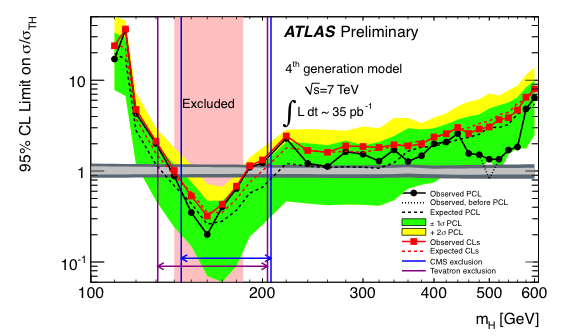 95% CL Limit on σ/σTH
10
1
10⁻¹
ATLAS Preliminary
4th generation model
√s=7 TeV
∫ L dt ~ 35 pb⁻¹
Excluded
Observed PCL
Observed, before PCL
Expected PCL
± 1σ PCL
+ 2σ PCL
Observed CLs
Expected CLs
CMS exclusion
Tevatron exclusion
100 200 300 400 500 600
mH [GeV]